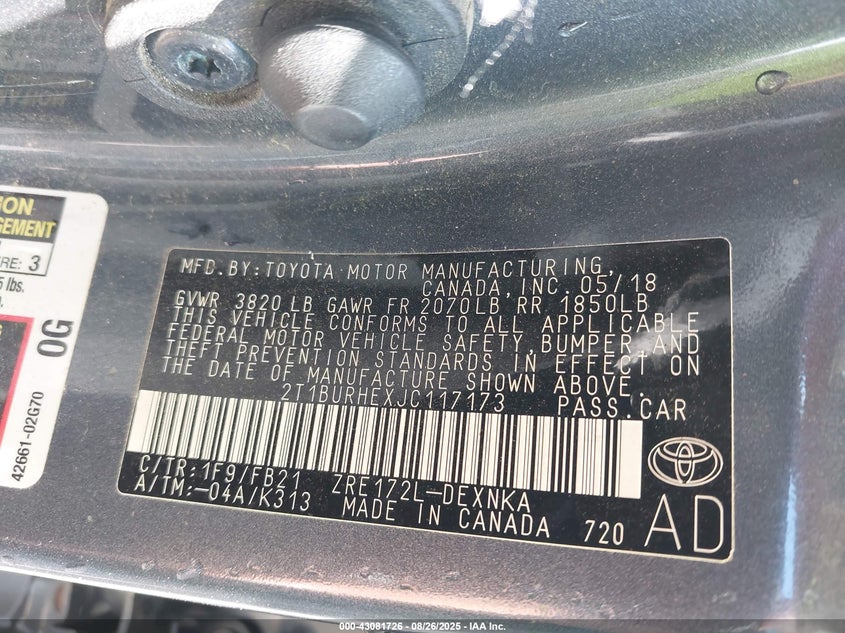 ION
GEMENT
RE: 3
5 lbs.
0G
42661-02G70
MFD.BY:TOYOTA MOTOR MANUFACTURING,
CANADA, INC. 05/18
GVWR 3820 LB GAWR FR 2070LB RR 1850LB
THIS VEHICLE CONFORMS TO ALL APPLICABLE
FEDERAL MOTOR VEHICLE SAFETY, BUMPER AND
THEFT PREVENTION STANDARDS IN EFFECT ON
THE DATE OF MANUFACTURE SHOWN ABOVE.
2T1BURHEXJC117173 PASS.CAR
C/TR:1F9/FB21 ZRE172L-DEXNKA
A/TM:-04A/K313 MADE IN CANADA 720 AD
000-43081726 - 08/26/2025 - IAA Inc.